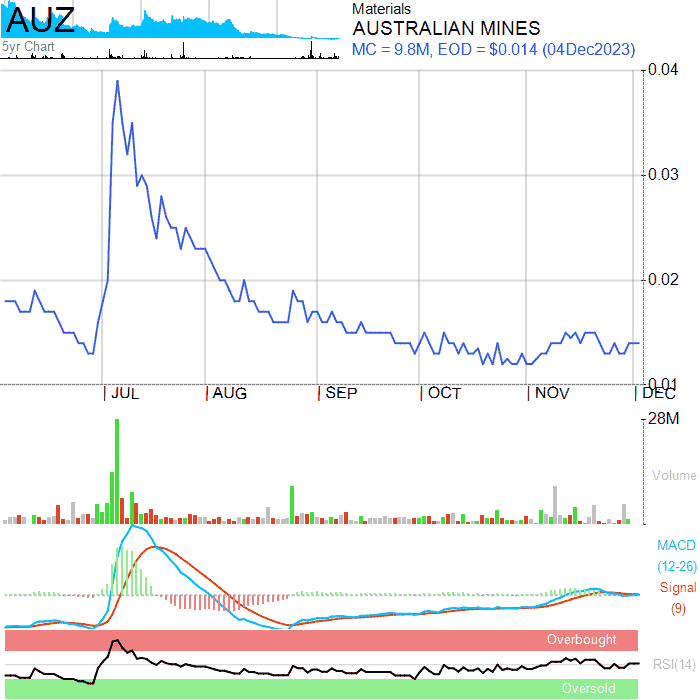 AUZ
5yr Chart
Materials
AUSTRALIAN MINES
MC = 9.8M, EOD = $0.014 (04Dec2023)
0.04
0.03
0.02
0.01
| JUL | AUG | SEP | OCT | NOV | DEC
28M
Volume
MACD
(12-26)
Signal
(9)
Overbought
RSI(14)
Oversold